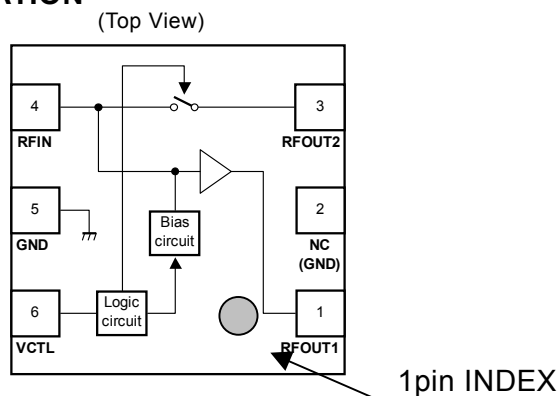 (Top View)
4
RFIN
3
RFOUT2
5
GND
Bias
circuit
2
NC
(GND)
6
VCTL
Logic
circuit
1
RFOUT1
1pin INDEX